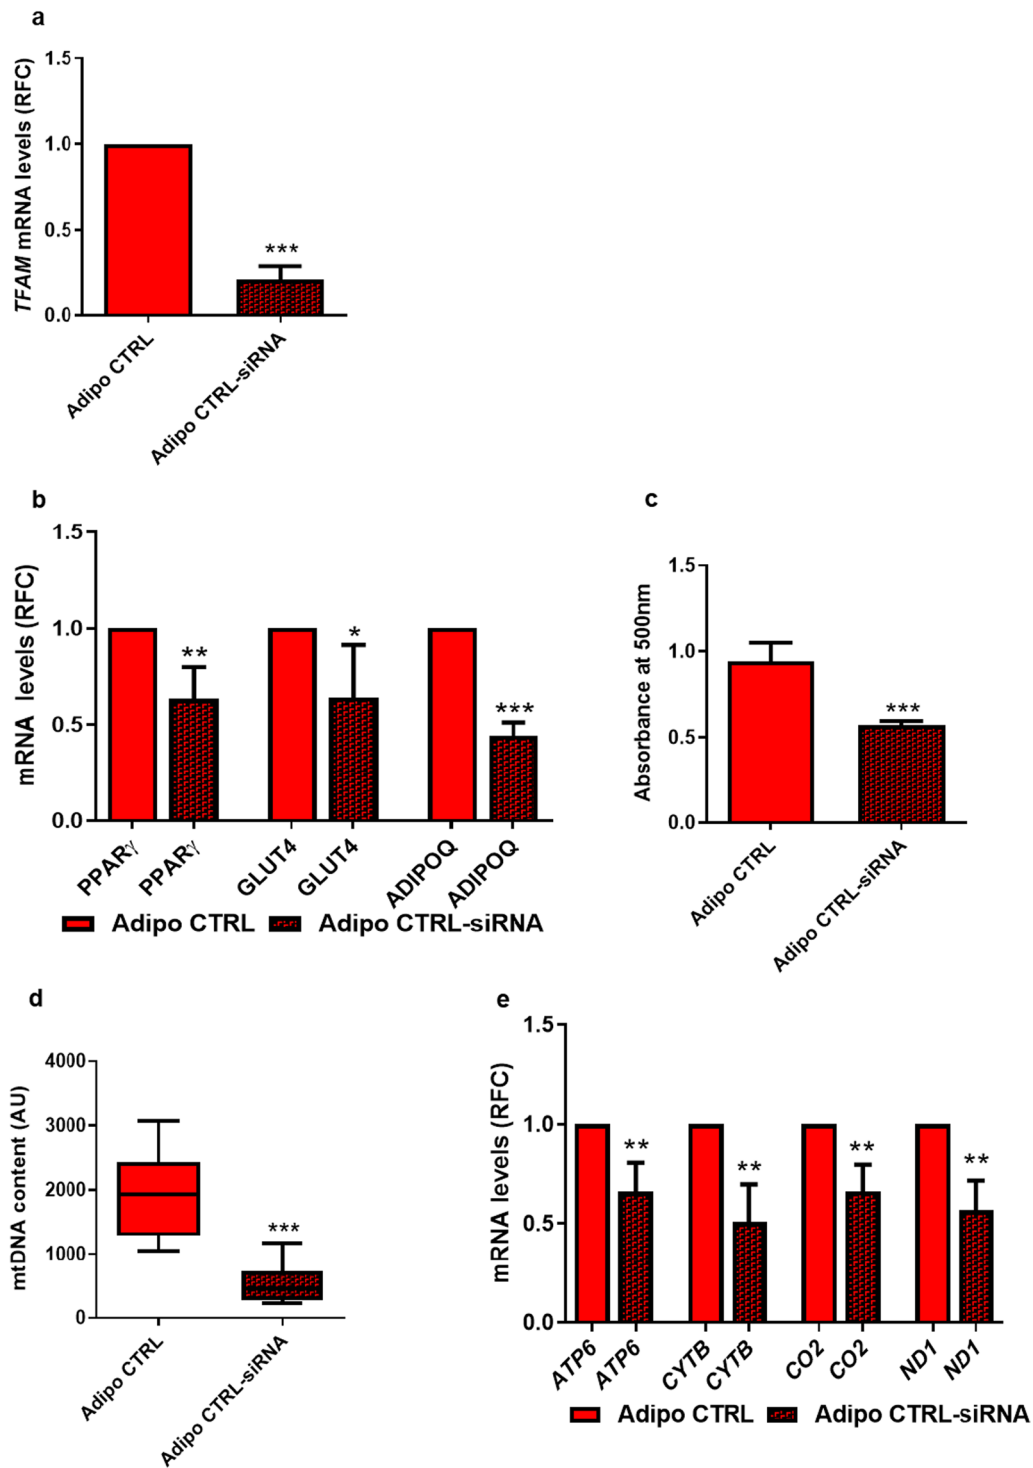 a
TFAM mRNA levels (RFC)
1.5
1.0
0.5
0.0
***
Adipo CTRL
Adipo CTRL-siRNA
b
mRNA levels (RFC)
1.5
1.0
0.5
0.0
**
*
***
PPARγ
PPARγ
GLUT4
GLUT4
ADIPOQ
ADIPOQ
Adipo CTRL
Adipo CTRL-siRNA
c
Absorbance at 500nm
1.5
1.0
0.5
0.0
***
Adipo CTRL
Adipo CTRL-siRNA
d
mtDNA content (AU)
4000
3000
2000
1000
0
***
Adipo CTRL
Adipo CTRL-siRNA
e
mRNA levels (RFC)
1.5
1.0
0.5
0.0
**
**
**
**
ATP6
ATP6
CYTB
CYTB
CO2
CO2
ND1
ND1
Adipo CTRL
Adipo CTRL-siRNA